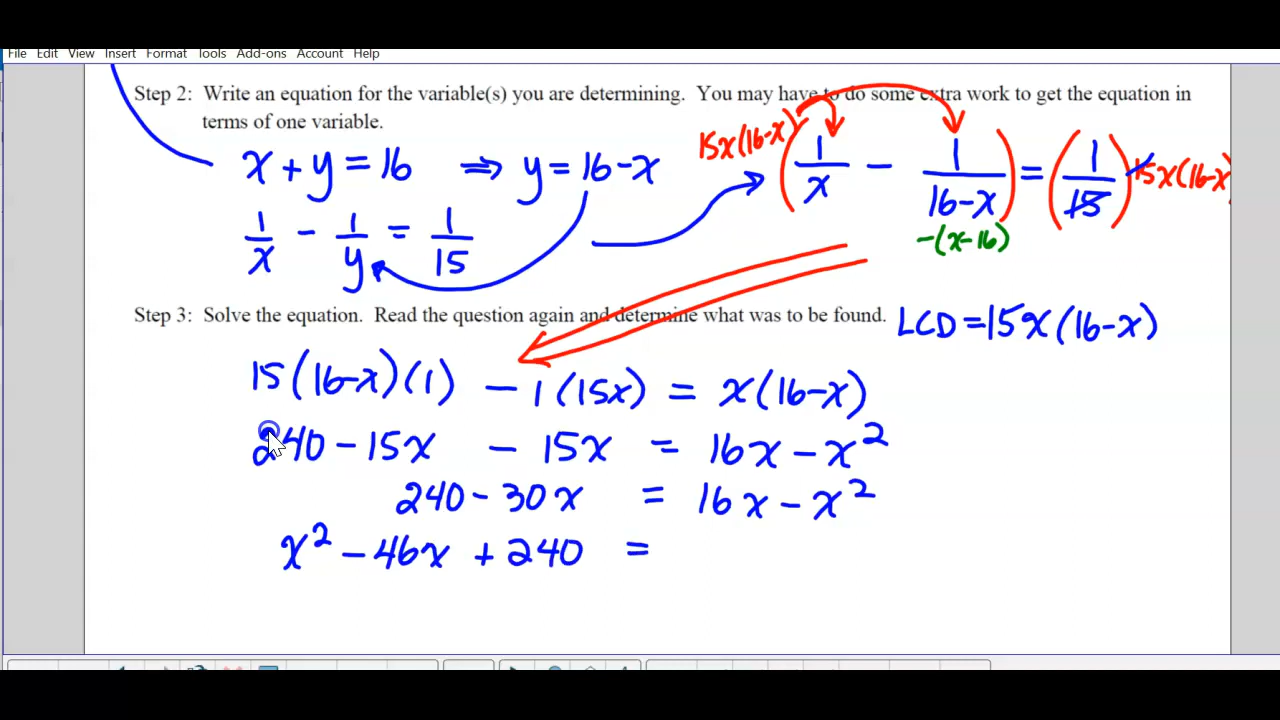 File Edit View Insert Format Tools Add-ons Account Help
Step 2: Write an equation for the variable(s) you are determining. You may have to do some extra work to get the equation in
terms of one variable.
x + y = 16 ⇒ y = 16 - x
1/x - 1/y = 1/15
15x(16-x) (1/x - 1/(16-x)) = (1/15) 15x(16-x)
-(x-16)
Step 3: Solve the equation. Read the question again and determine what was to be found.
LCD = 15x(16-x)
15(16-x)(1) - 1(15x) = x(16-x)
240 - 15x - 15x = 16x - x²
240 - 30x = 16x - x²
x² - 46x + 240 =